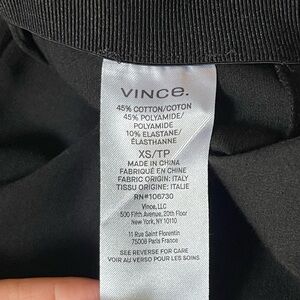 VINCE.
45% COTTON/COTON
45% POLYAMIDE/
POLYAMIDE
10% ELASTANE/
ÉLASTHANNE
XS/TP
MADE IN CHINA
FABRIQUÉ EN CHINE
FABRIC ORIGIN: ITALY
TISSU ORIGINE: ITALIE
RN#106730
Vince, LLC
500 Fifth Avenue, 20th Floor
New York, NY 10110
11 Rue Saint Florentin
75008 Paris France
SEE REVERSE FOR CARE
VOIR AU VERSO POUR LES SOINS